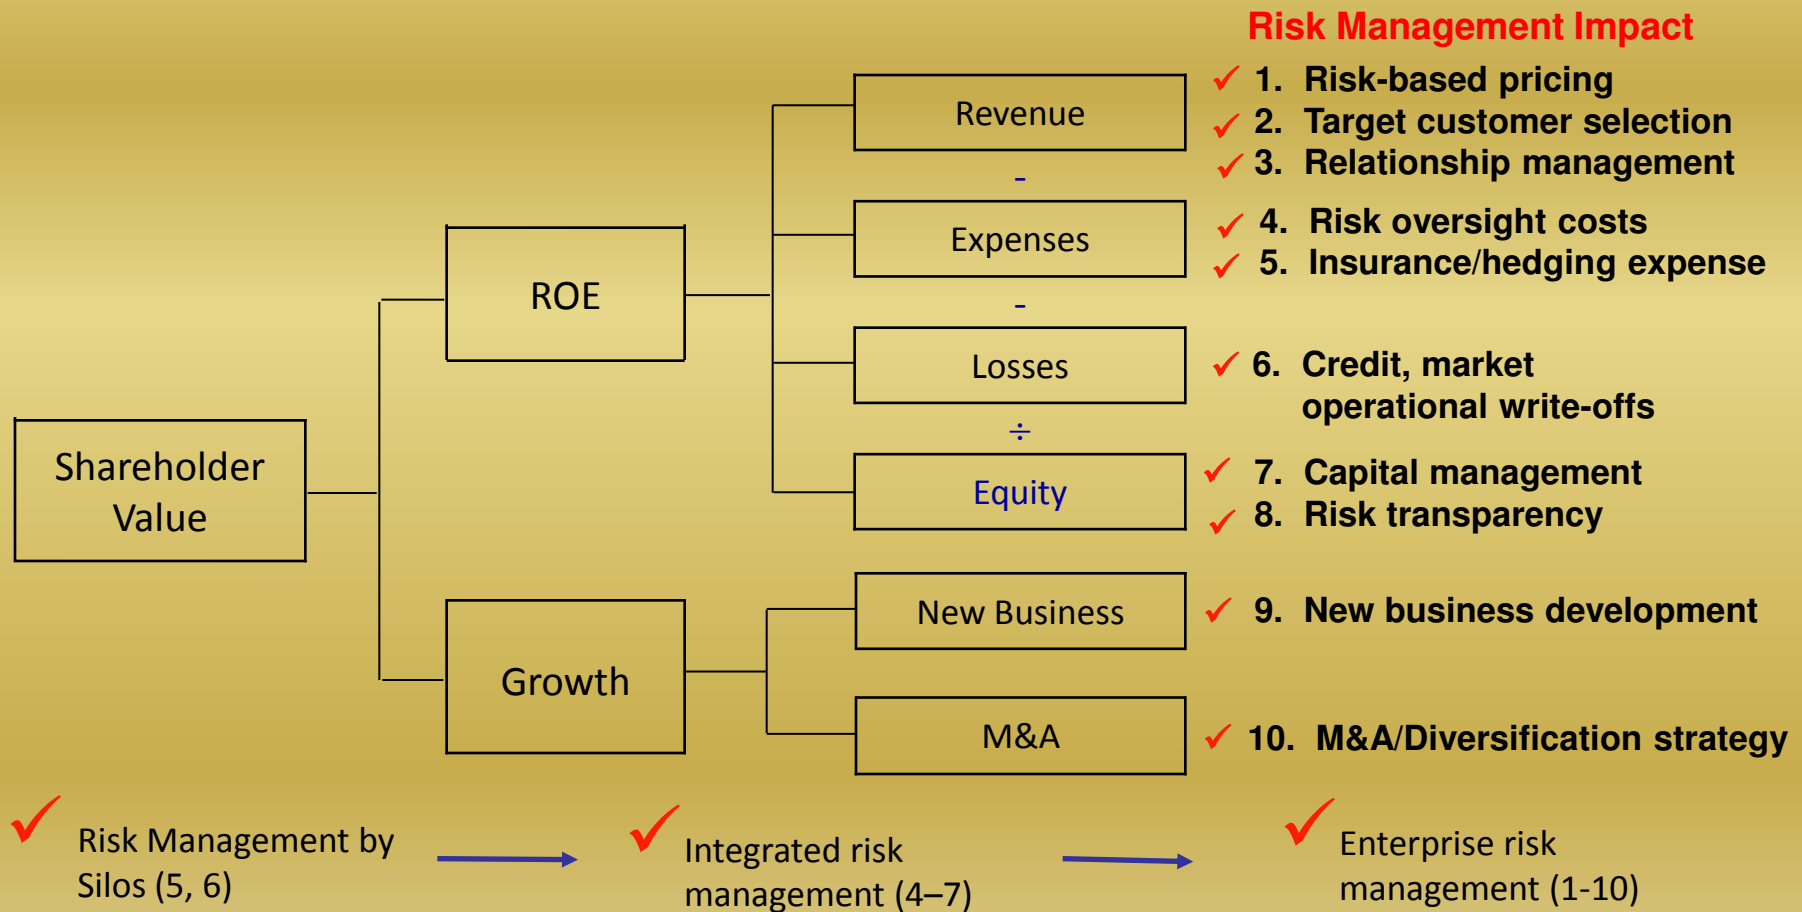 Risk Management Impact
Revenue
-
Expenses
-
Losses
÷
Equity
ROE
Shareholder
Value
Growth
New Business
M&A
✓ 1. Risk-based pricing
✓ 2. Target customer selection
✓ 3. Relationship management
✓ 4. Risk oversight costs
✓ 5. Insurance/hedging expense
✓ 6. Credit, market
operational write-offs
✓ 7. Capital management
✓ 8. Risk transparency
✓ 9. New business development
✓ 10. M&A/Diversification strategy
✓ Risk Management by
Silos (5, 6)
✓ Integrated risk
management (4–7)
✓ Enterprise risk
management (1-10)